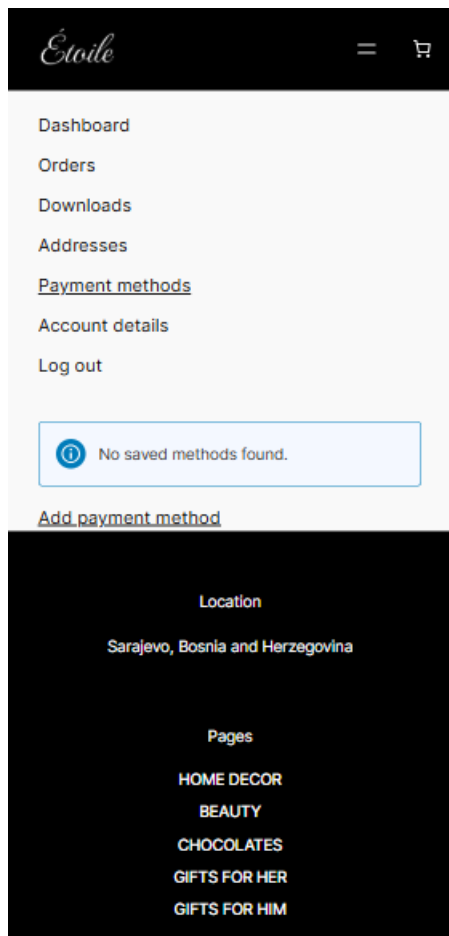 Étoile
Dashboard
Orders
Downloads
Addresses
Payment methods
Account details
Log out
No saved methods found.
Add payment method
Location
Sarajevo, Bosnia and Herzegovina
Pages
HOME DECOR
BEAUTY
CHOCOLATES
GIFTS FOR HER
GIFTS FOR HIM